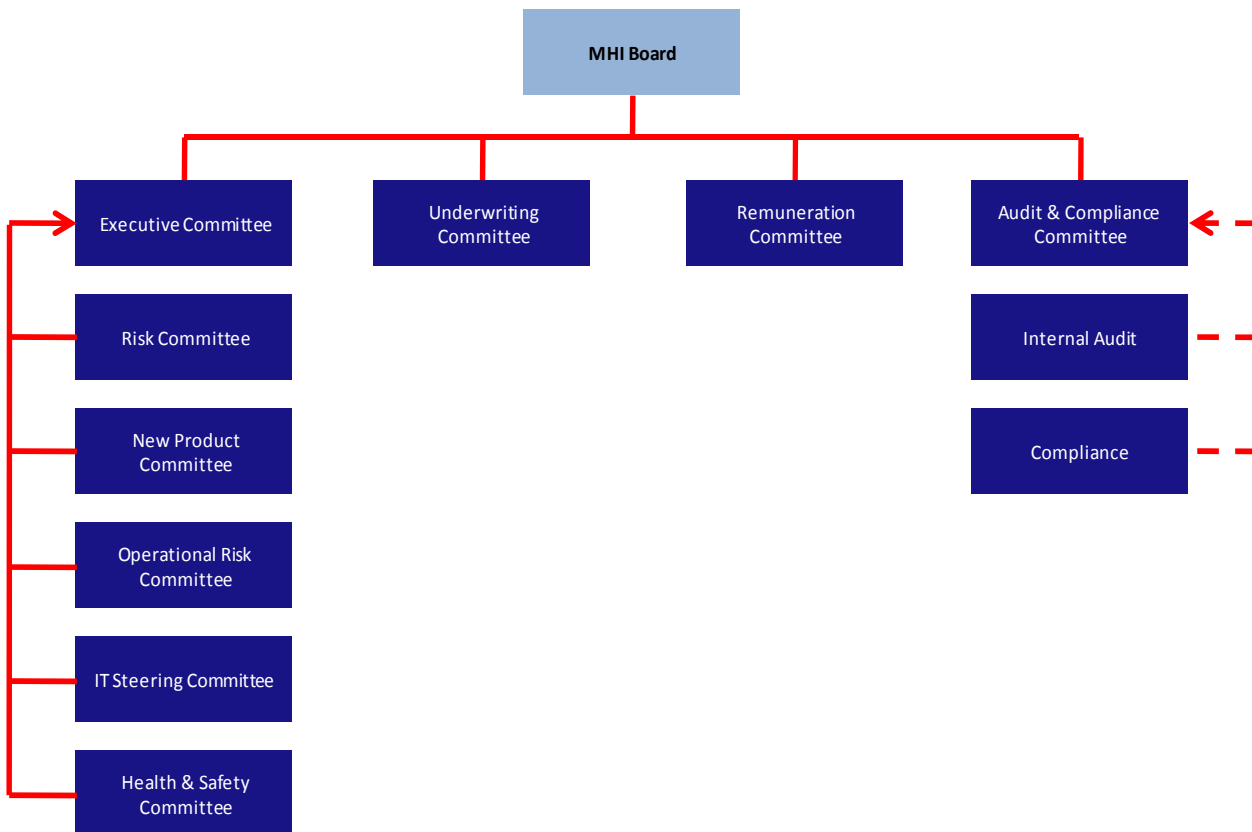 MHI Board
Executive Committee
Underwriting
Committee
Remuneration
Committee
Audit & Compliance
Committee
Risk Committee
Internal Audit
New Product
Committee
Compliance
Operational Risk
Committee
IT Steering Committee
Health & Safety
Committee